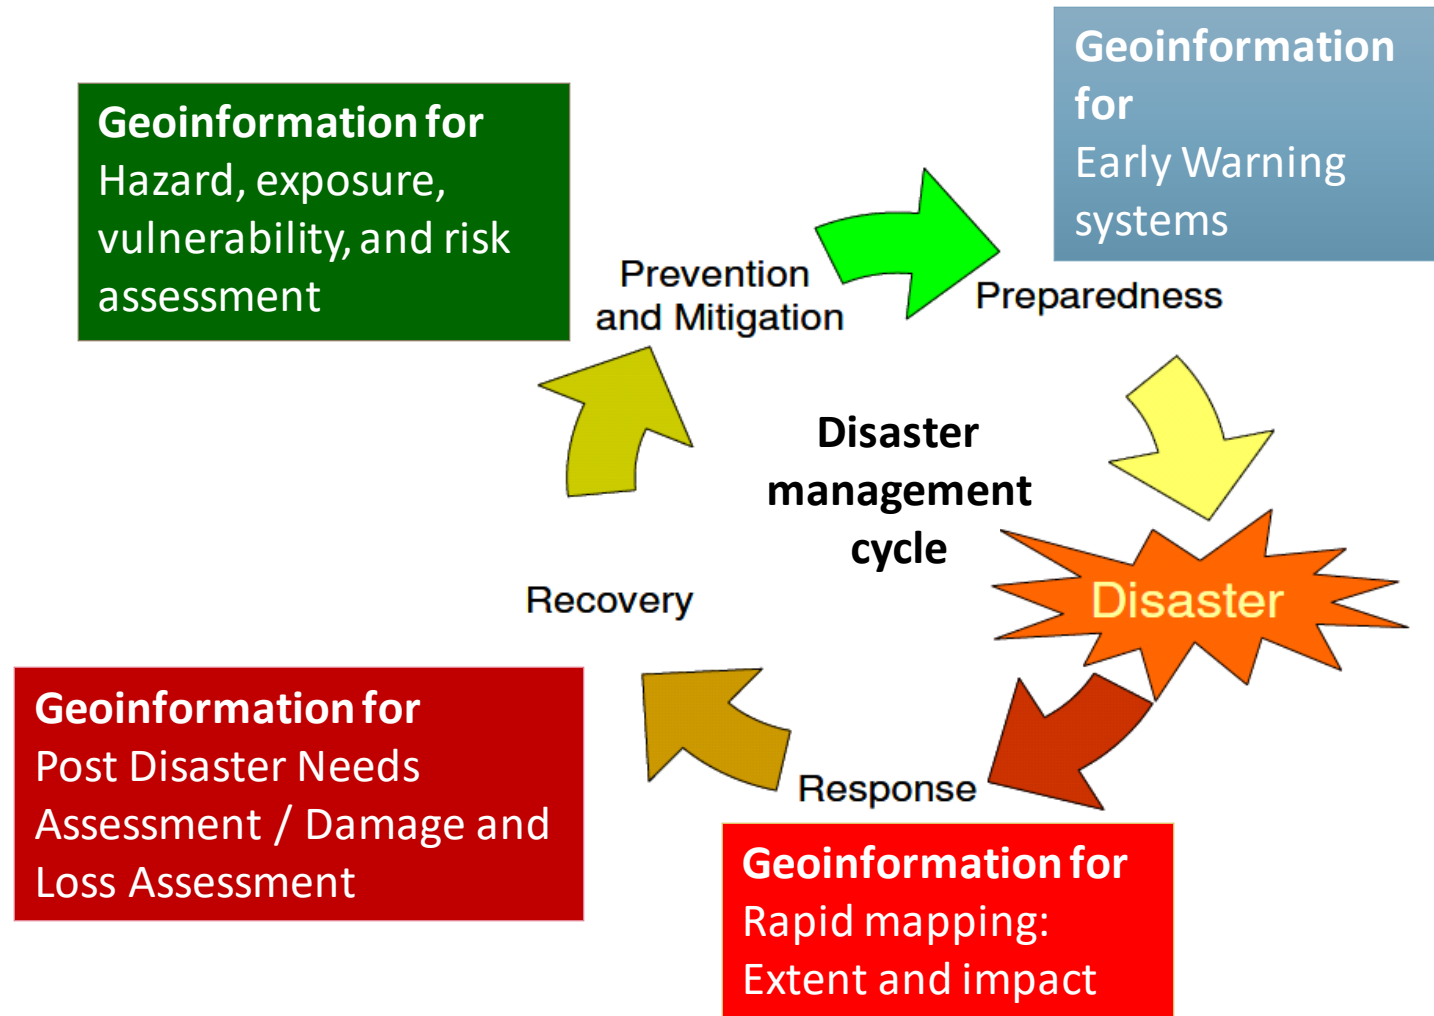 Geoinformation
for
Early Warning
systems
Geoinformation for
Hazard, exposure,
vulnerability, and risk
assessment
Prevention
and Mitigation
Preparedness
Disaster
management
cycle
Disaster
Recovery
Response
Geoinformation for
Post Disaster Needs
Assessment / Damage and
Loss Assessment
Geoinformation for
Rapid mapping:
Extent and impact